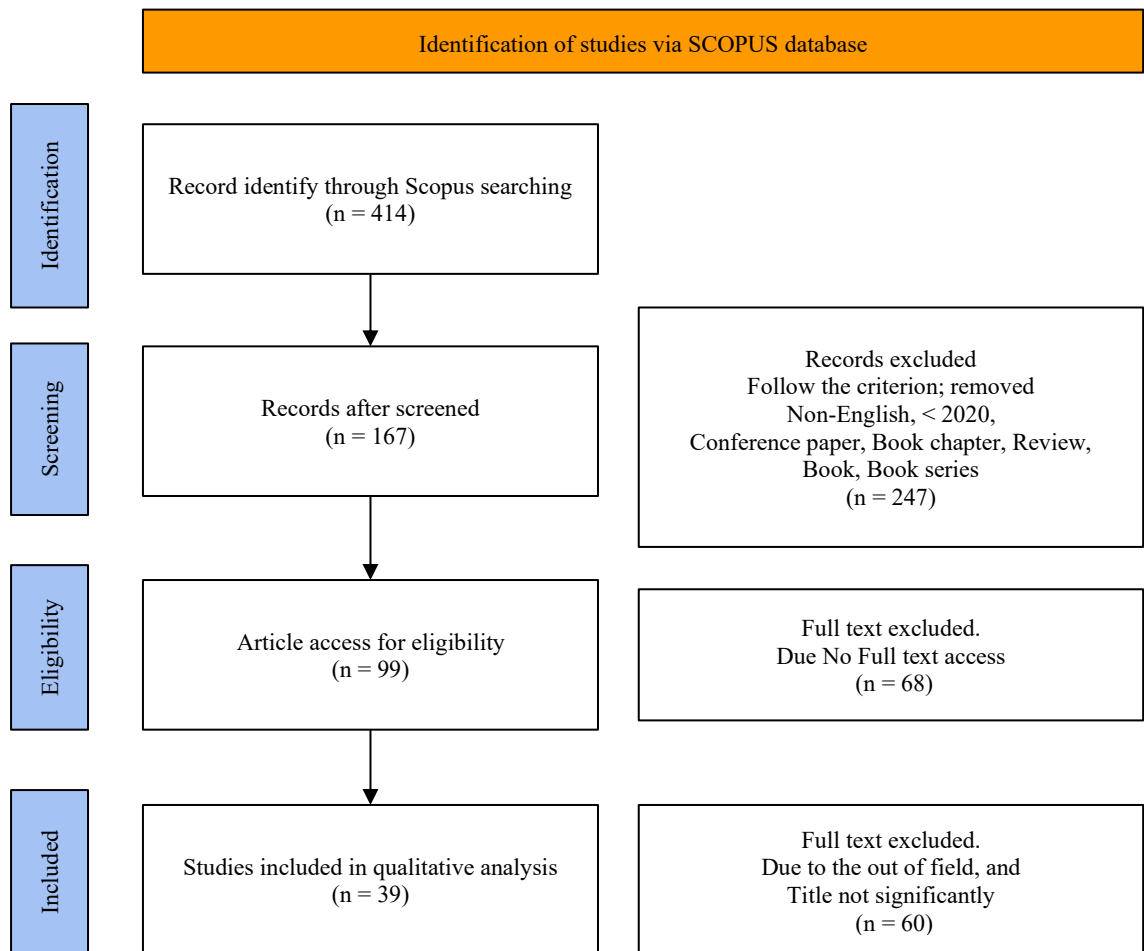 Identification of studies via SCOPUS database
Identification
Record identify through Scopus searching
(n = 414)
Screening
Records after screened
(n = 167)
Records excluded
Follow the criterion; removed
Non-English, < 2020,
Conference paper, Book chapter, Review,
Book, Book series
(n = 247)
Eligibility
Article access for eligibility
(n = 99)
Full text excluded.
Due No Full text access
(n = 68)
Included
Studies included in qualitative analysis
(n = 39)
Full text excluded.
Due to the out of field, and
Title not significantly
(n = 60)